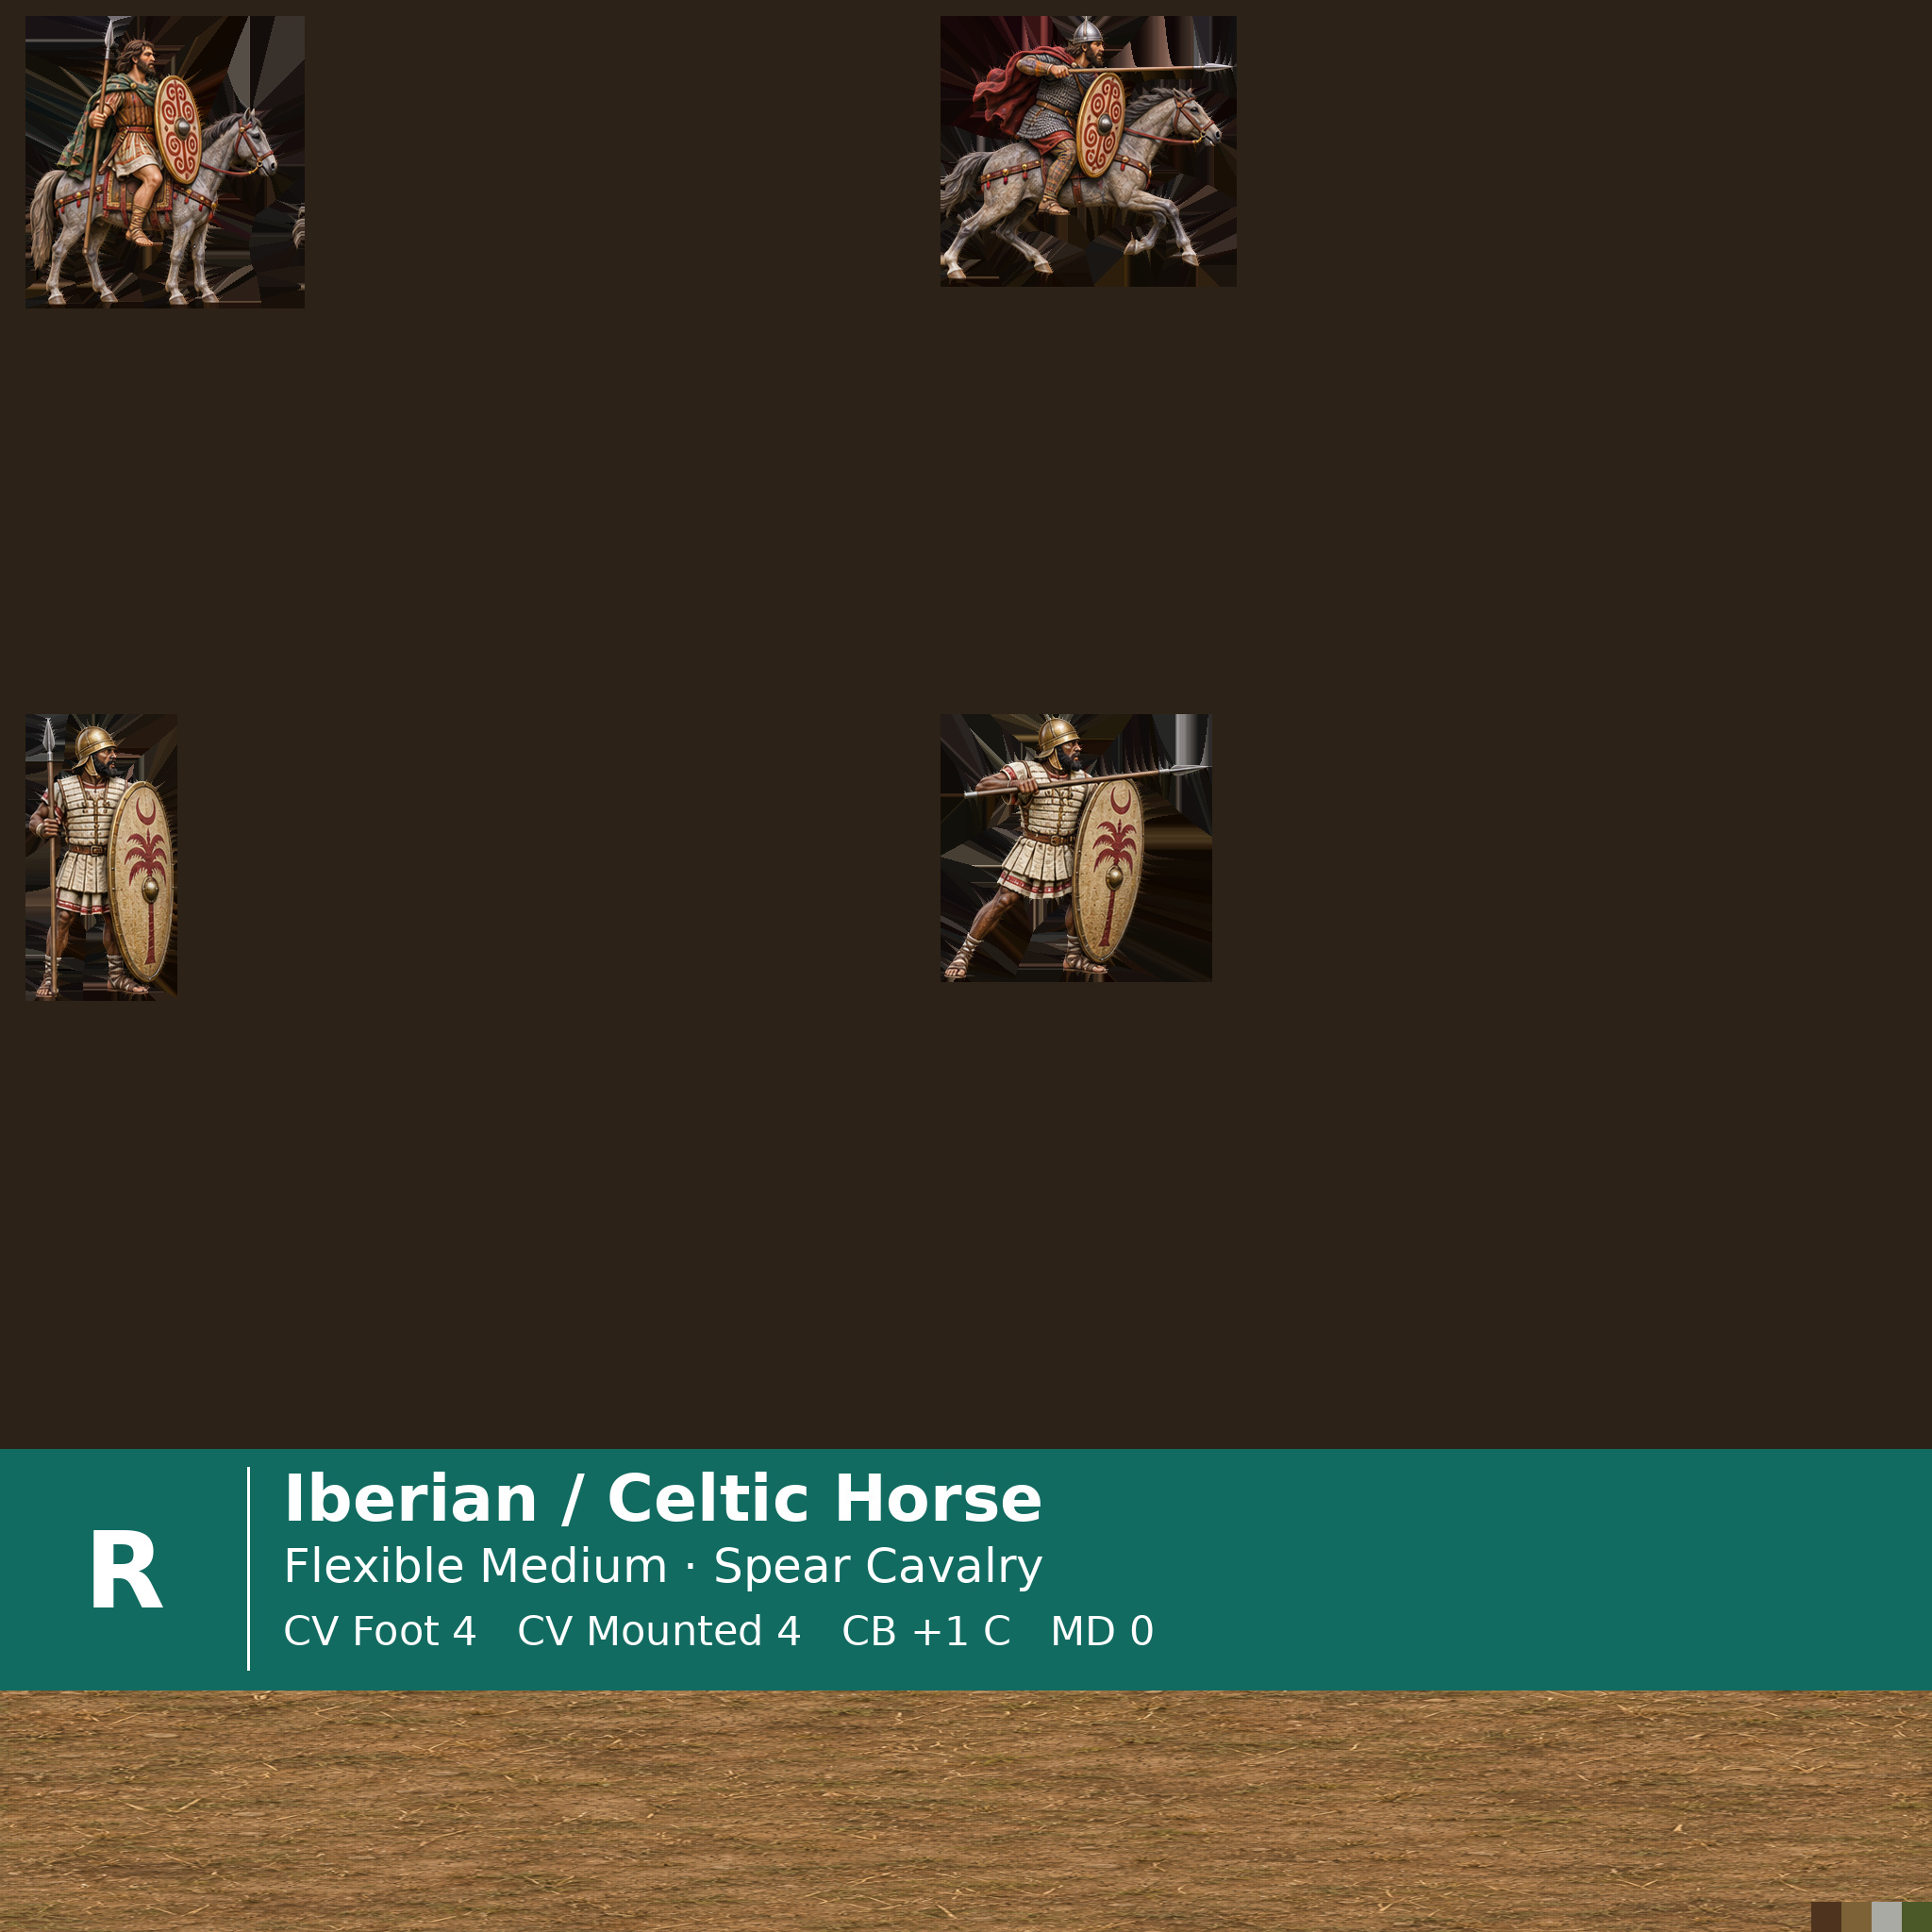 R
Iberian / Celtic Horse
Flexible Medium · Spear Cavalry
CV Foot 4 CV Mounted 4 CB +1 C MD 0